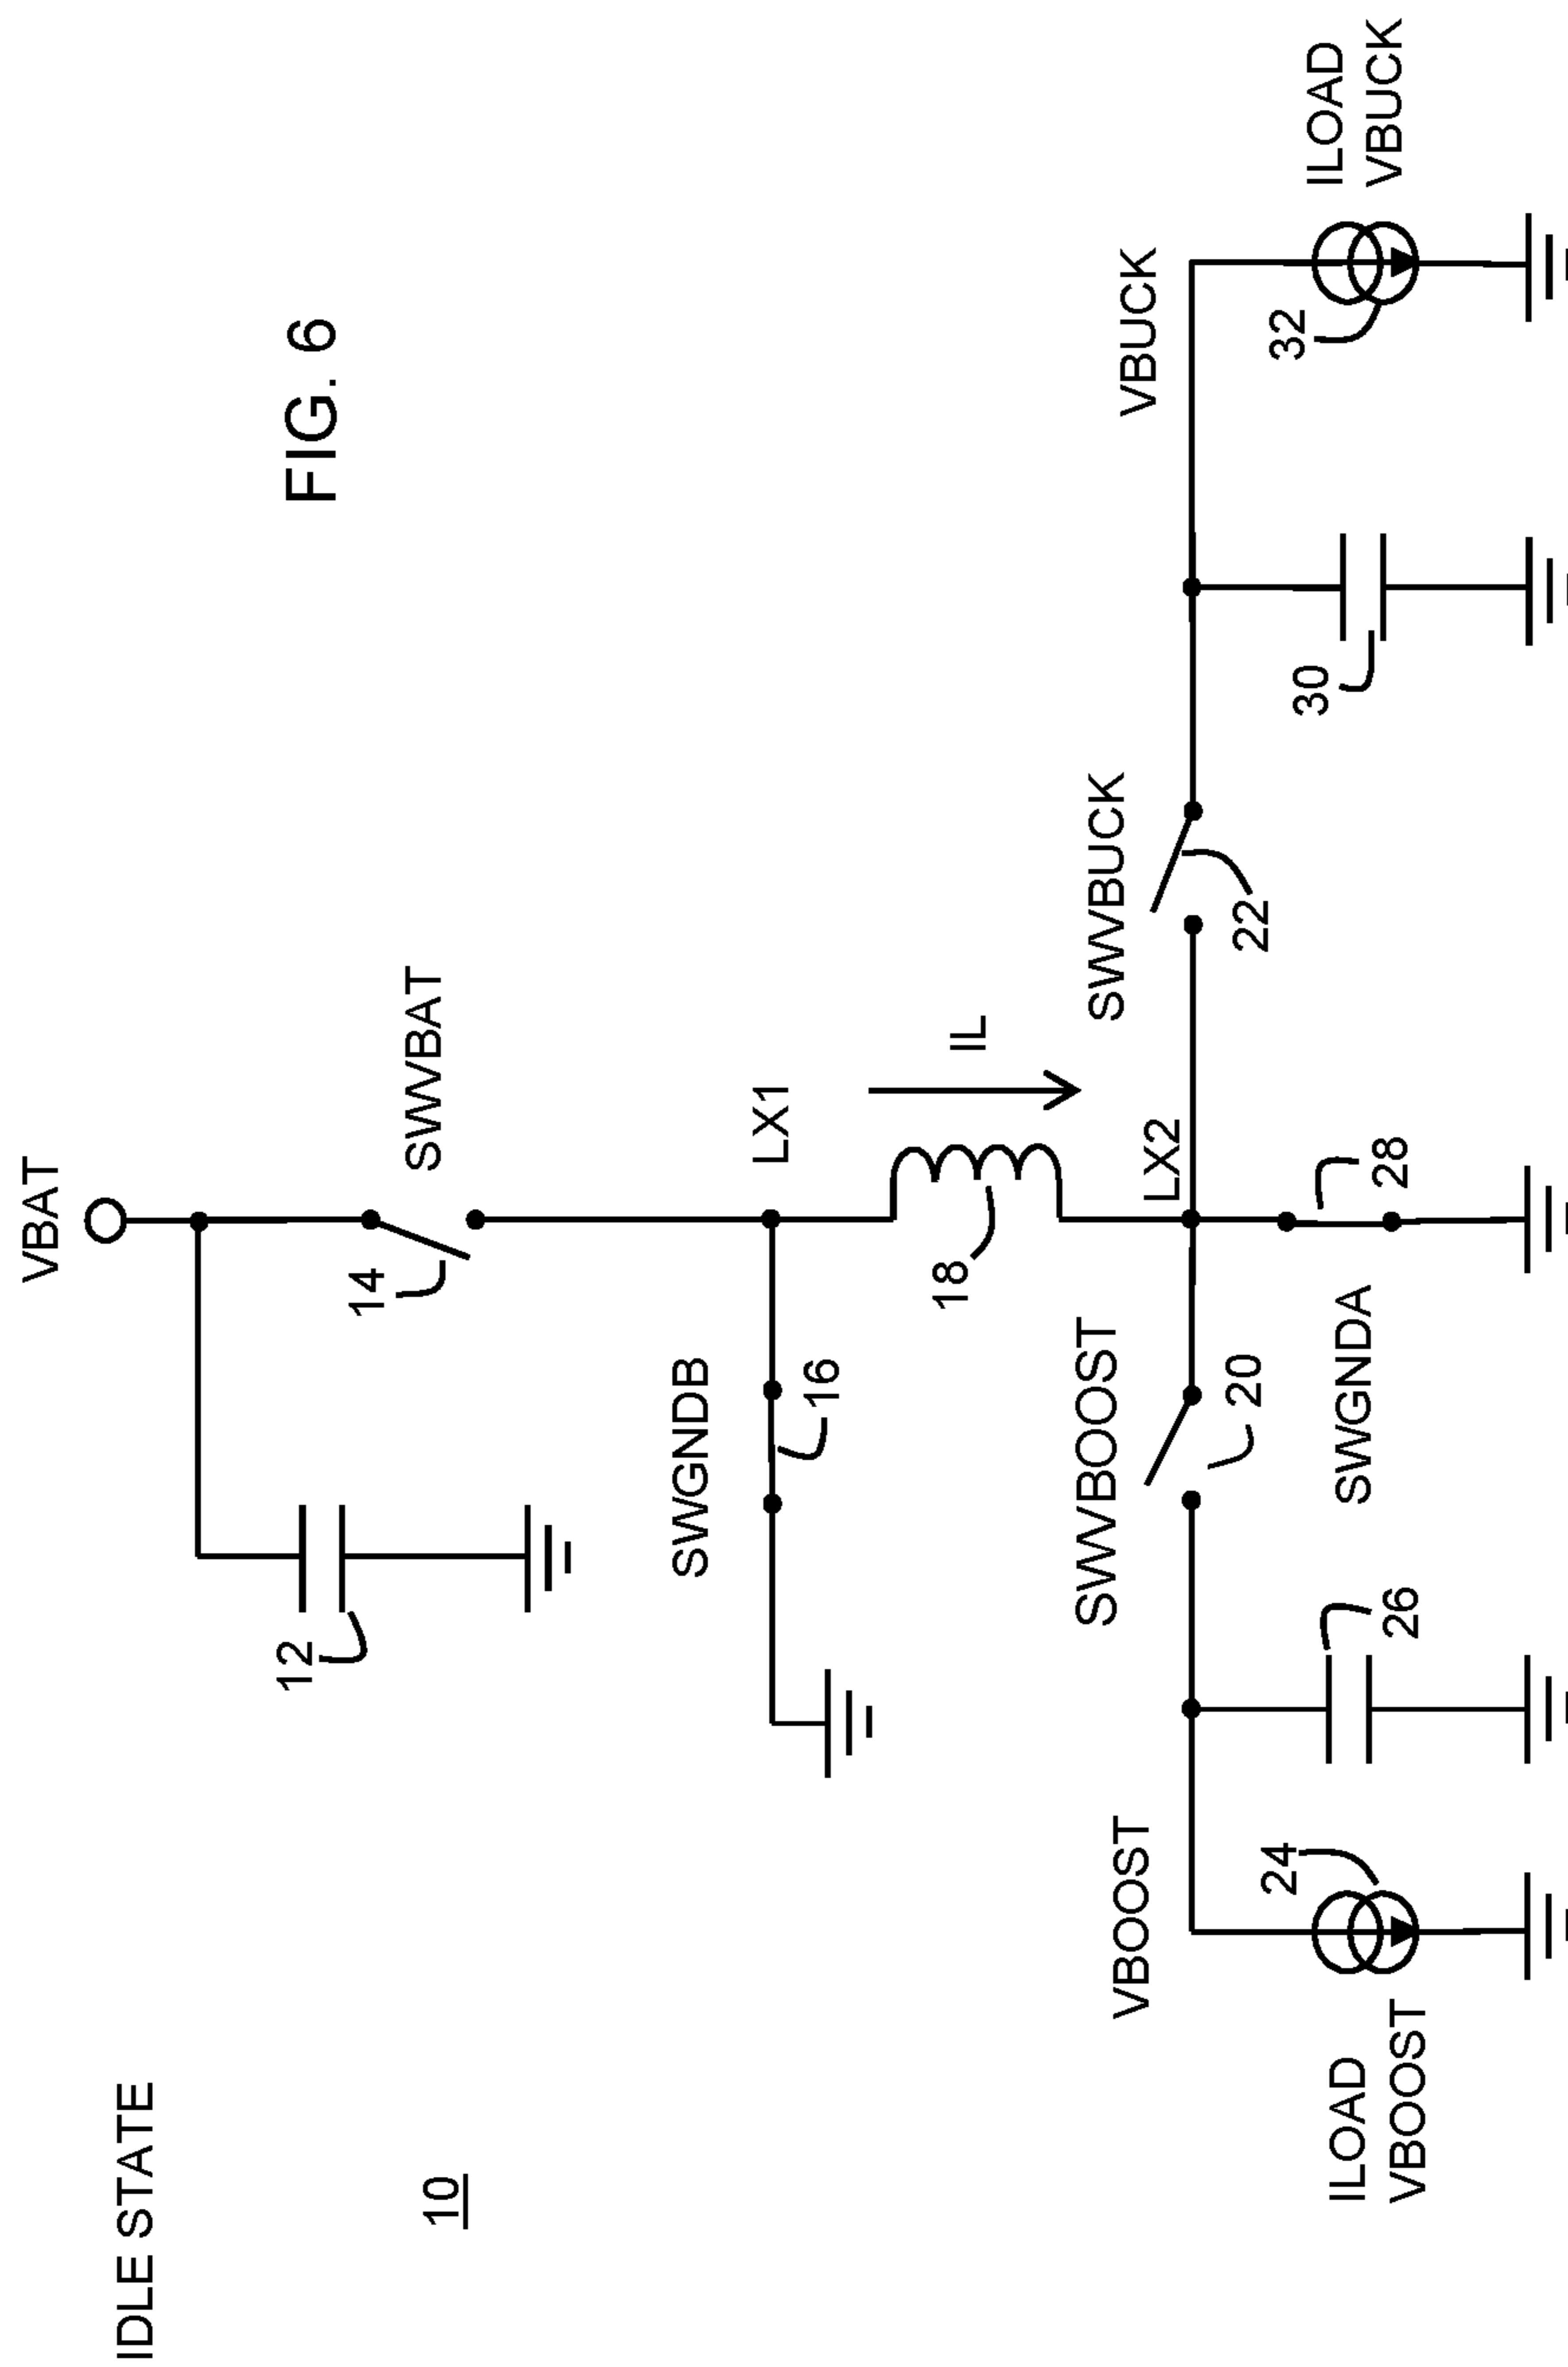 VBAT
IDLE STATE
FIG. 6
12
14
SWVBAT
10
SWGNDB
LX1
16
18
IL
SWVBOOST
SWVBUCK
VBOOST
LX2
VBUCK
20
22
24
32
30
ILOAD
VBOOST
26
SWGNDA
28
ILOAD
VBUCK